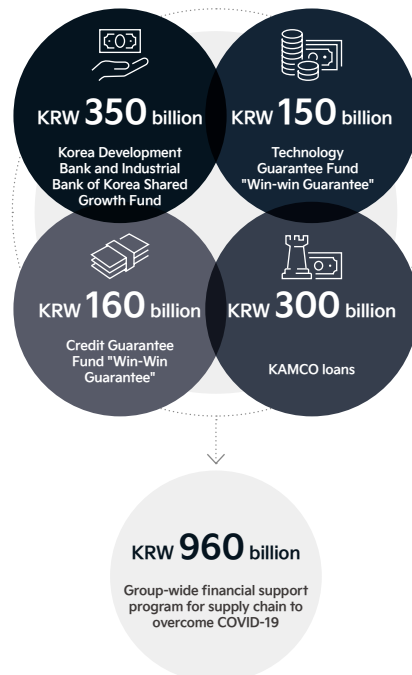 KRW 350 billion
Korea Development
Bank and Industrial
Bank of Korea Shared
Growth Fund
KRW 150 billion
Technology
Guarantee Fund
"Win-win Guarantee"
KRW 160 billion
Credit Guarantee
Fund "Win-Win
Guarantee"
KRW 300 billion
KAMCO loans
KRW 960 billion
Group-wide financial support
program for supply chain to
overcome COVID-19